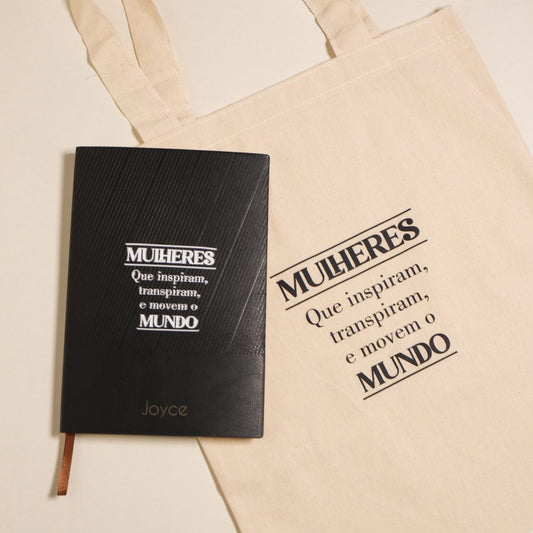 MULHERES
Que inspiram,
transpiram,
e movem o
MUNDO
Joyce
MULHERES
Que inspiram,
transpiram,
e movem o
MUNDO